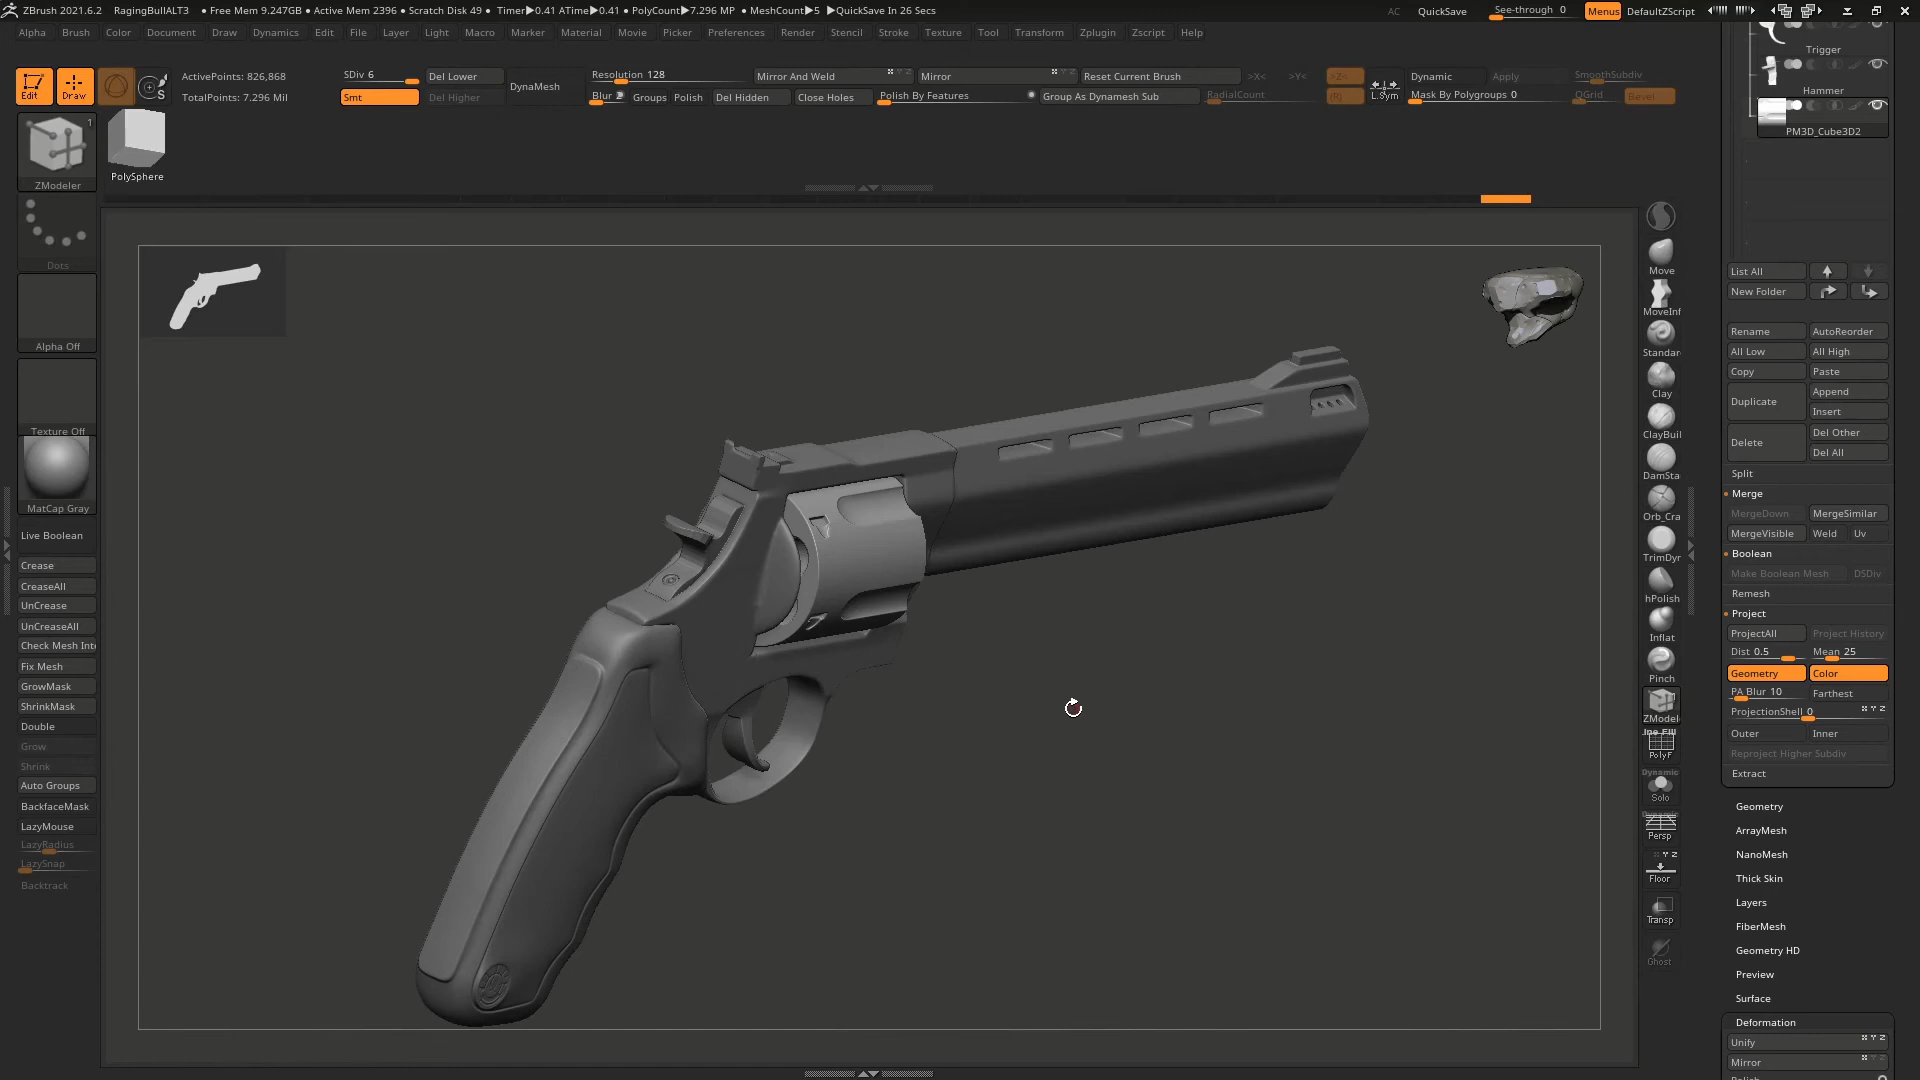 ZBrush 2021.6.2 RagingBullALT3 • Free Mem 9.247GB • Active Mem 2396 • Scratch Disk 49 • Timer▶0.41 ATime▶0.41 • PolyCount▶7.296 MP • MeshCount▶5 ▶QuickSave In 26 Secs AC QuickSave See-through 0 Menus DefaultZScript
Alpha Brush Color Document Draw Dynamics Edit File Layer Light Macro Marker Material Movie Picker Preferences Render Stencil Stroke Texture Tool Transform Zplugin Zscript Help
Edit
Draw
S
ActivePoints: 826,868
TotalPoints: 7.296 Mil
SDiv 6
Del Lower
Smt
Del Higher
DynaMesh
Resolution 128
Blur
Groups
Polish
Mirror And Weld
Del Hidden
Close Holes
Mirror
Polish By Features
Reset Current Brush
Group As Dynamesh Sub
>X<
>Y<
>Z<
RadialCount
(R)
L.Sym
Dynamic
Apply
SmoothSubdiv
Mask By Polygroups 0
QGrid
Bevel
1
ZModeler
PolySphere
Dots
Alpha Off
Texture Off
MatCap Gray
Live Boolean
Crease
CreaseAll
UnCrease
UnCreaseAll
Check Mesh Int
Fix Mesh
GrowMask
ShrinkMask
Double
Grow
Shrink
Auto Groups
BackfaceMask
LazyMouse
LazyRadius
LazySnap
Backtrack
Move
MoveInf
Standar
Clay
ClayBuil
DamSta
Orb_Cra
TrimDyr
hPolish
Inflat
Pinch
ZModel
Line Fill
PolyF
Dynamic
Solo
Dynamic
Persp
X Y Z
Floor
Transp
Ghost
Trigger
Hammer
PM3D_Cube3D2
List All
New Folder
Rename AutoReorder
All Low All High
Copy Paste
Duplicate Append
Insert
Delete Del Other
Del All
Split
Merge
MergeDown MergeSimilar
MergeVisible Weld Uv
Boolean
Make Boolean Mesh DSDiv
Remesh
Project
ProjectAll Project History
Dist 0.5 Mean 25
Geometry Color
PA Blur 10 Farthest
ProjectionShell 0 X Y Z
Outer Inner
Reproject Higher Subdiv
Extract
Geometry
ArrayMesh
NanoMesh
Thick Skin
Layers
FiberMesh
Geometry HD
Preview
Surface
Deformation
Unify X Y Z
Mirror